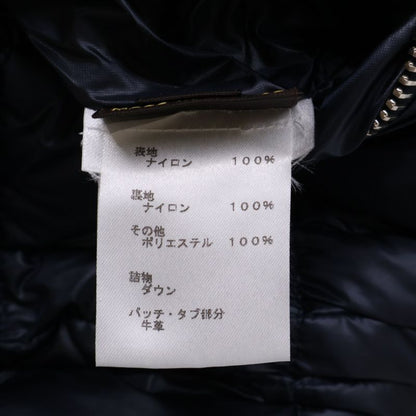 表地
ナイロン 100%
裏地
ナイロン 100%
その他
ポリエステル 100%
詰物
ダウン
パッチ・タブ部分
牛革